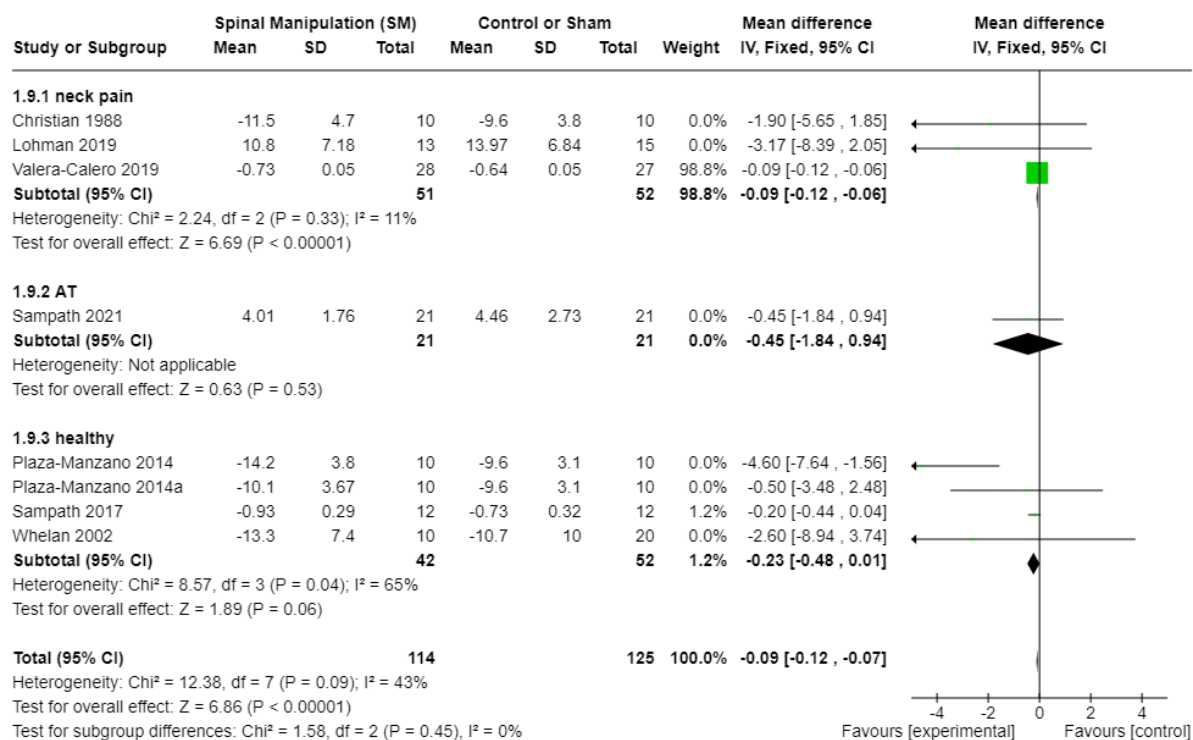 Spinal Manipulation (SM) Control or Sham Mean difference Mean difference
Study or Subgroup Mean SD Total Mean SD Total Weight IV, Fixed, 95% CI IV, Fixed, 95% CI
1.9.1 neck pain
Christian 1988 -11.5 4.7 10 -9.6 3.8 10 0.0% -1.90 [-5.65 , 1.85]
Lohman 2019 10.8 7.18 13 13.97 6.84 15 0.0% -3.17 [-8.39 , 2.05]
Valera-Calero 2019 -0.73 0.05 28 -0.64 0.05 27 98.8% -0.09 [-0.12 , -0.06]
Subtotal (95% CI) 51 52 98.8% -0.09 [-0.12 , -0.06]
Heterogeneity: Chi² = 2.24, df = 2 (P = 0.33); I² = 11%
Test for overall effect: Z = 6.69 (P < 0.00001)
1.9.2 AT
Sampath 2021 4.01 1.76 21 4.46 2.73 21 0.0% -0.45 [-1.84 , 0.94]
Subtotal (95% CI) 21 21 0.0% -0.45 [-1.84 , 0.94]
Heterogeneity: Not applicable
Test for overall effect: Z = 0.63 (P = 0.53)
1.9.3 healthy
Plaza-Manzano 2014 -14.2 3.8 10 -9.6 3.1 10 0.0% -4.60 [-7.64 , -1.56]
Plaza-Manzano 2014a -10.1 3.67 10 -9.6 3.1 10 0.0% -0.50 [-3.48 , 2.48]
Sampath 2017 -0.93 0.29 12 -0.73 0.32 12 1.2% -0.20 [-0.44 , 0.04]
Whelan 2002 -13.3 7.4 10 -10.7 10 20 0.0% -2.60 [-8.94 , 3.74]
Subtotal (95% CI) 42 52 1.2% -0.23 [-0.48 , 0.01]
Heterogeneity: Chi² = 8.57, df = 3 (P = 0.04); I² = 65%
Test for overall effect: Z = 1.89 (P = 0.06)
Total (95% CI) 114 125 100.0% -0.09 [-0.12 , -0.07]
Heterogeneity: Chi² = 12.38, df = 7 (P = 0.09); I² = 43%
Test for overall effect: Z = 6.86 (P < 0.00001) -4 -2 0 2 4
Test for subgroup differences: Chi² = 1.58, df = 2 (P = 0.45), I² = 0% Favours [experimental] Favours [control]